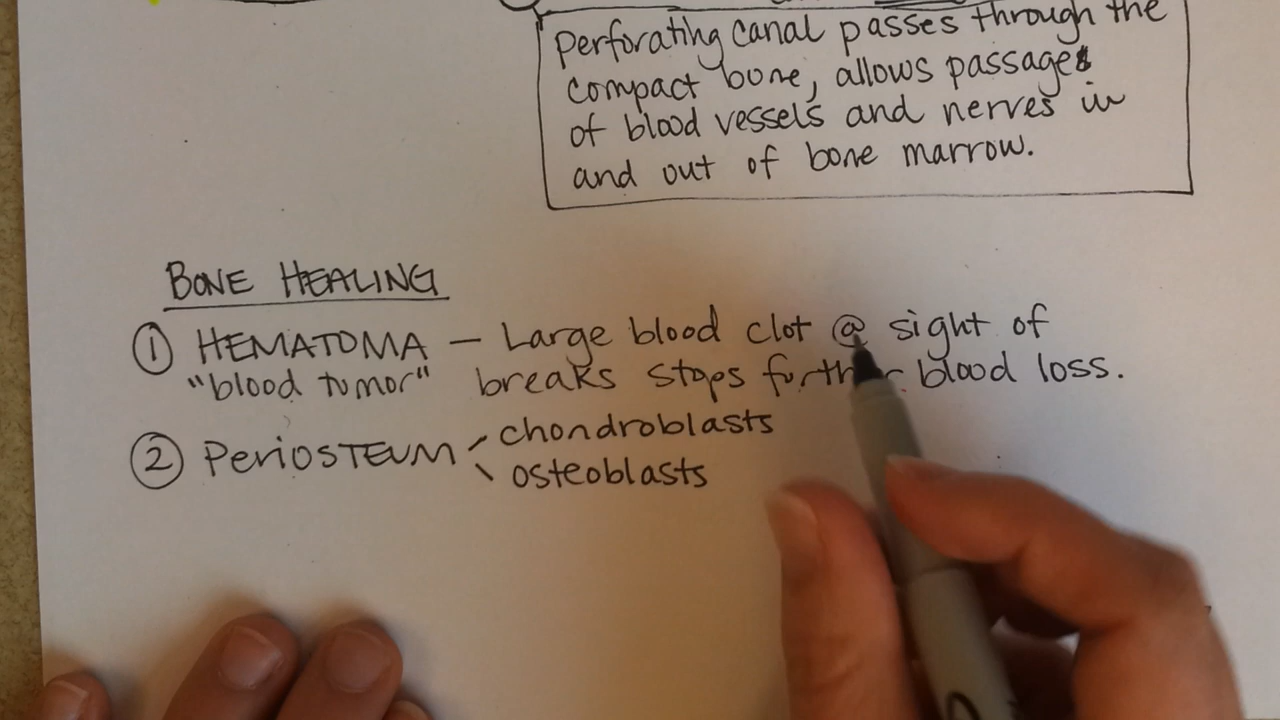 Perforating canal passes through the
compact bone, allows passages
of blood vessels and nerves in
and out of bone marrow.
BONE HEALING
① HEMATOMA — Large blood clot @ sight of
"blood tumor" breaks stops further blood loss.
② PERIOSTEUM < chondroblasts
osteoblasts